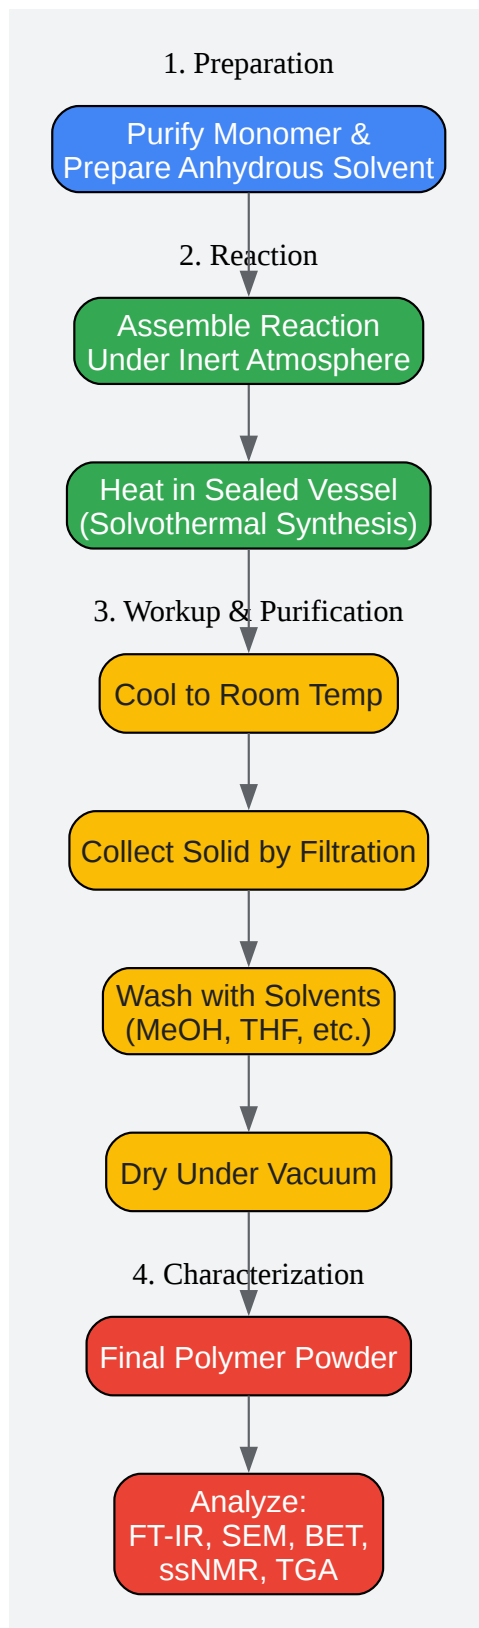 1. Preparation
Purify Monomer &
Prepare Anhydrous Solvent
2. Reaction
Assemble Reaction
Under Inert Atmosphere
Heat in Sealed Vessel
(Solvothermal Synthesis)
3. Workup & Purification
Cool to Room Temp
Collect Solid by Filtration
Wash with Solvents
(MeOH, THF, etc.)
Dry Under Vacuum
4. Characterization
Final Polymer Powder
Analyze:
FT-IR, SEM, BET,
ssNMR, TGA